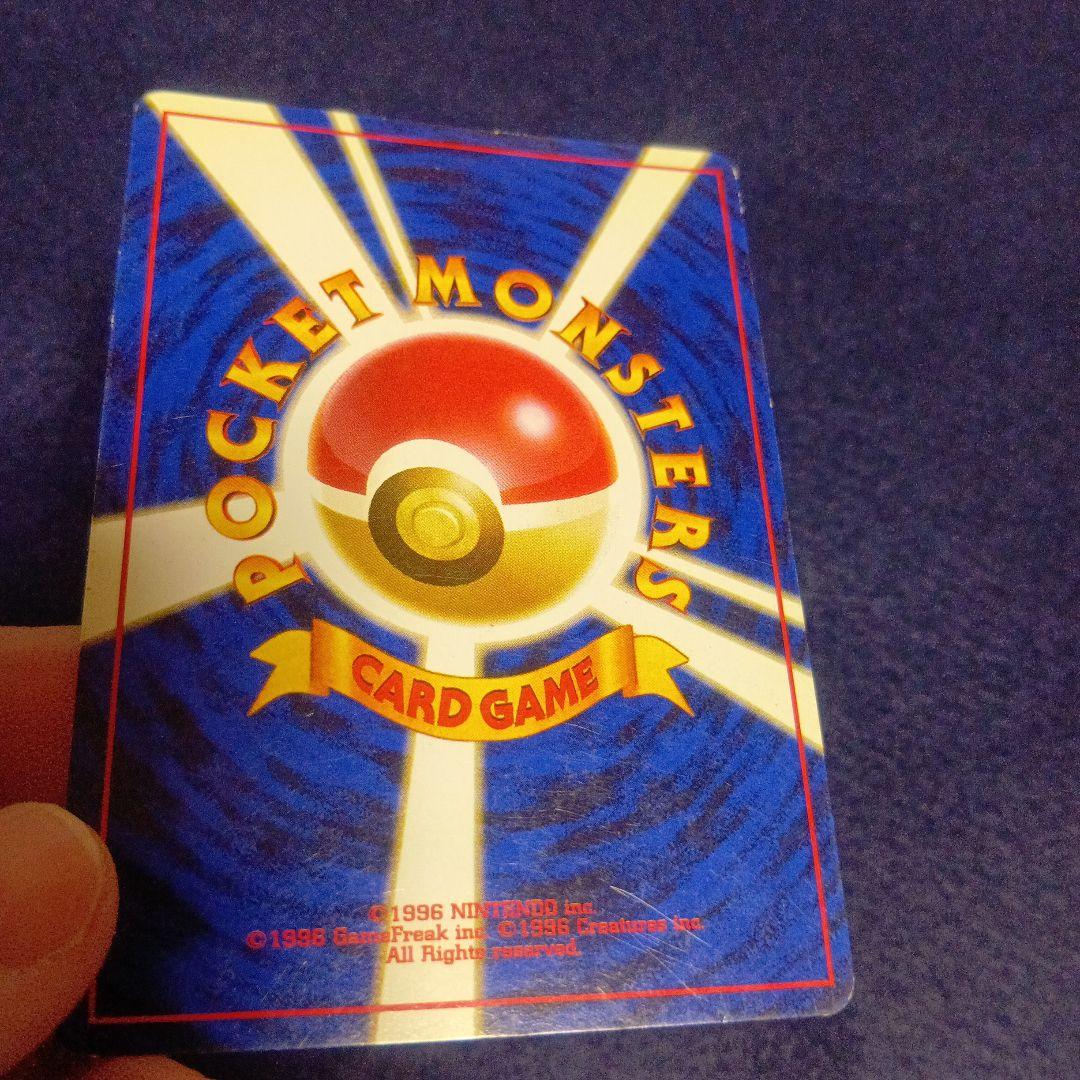 POCKET MONSTERS
CARD GAME
©1996 NINTENDO inc.
©1996 GameFreak inc. ©1996 Creatures inc.
All Rights reserved.